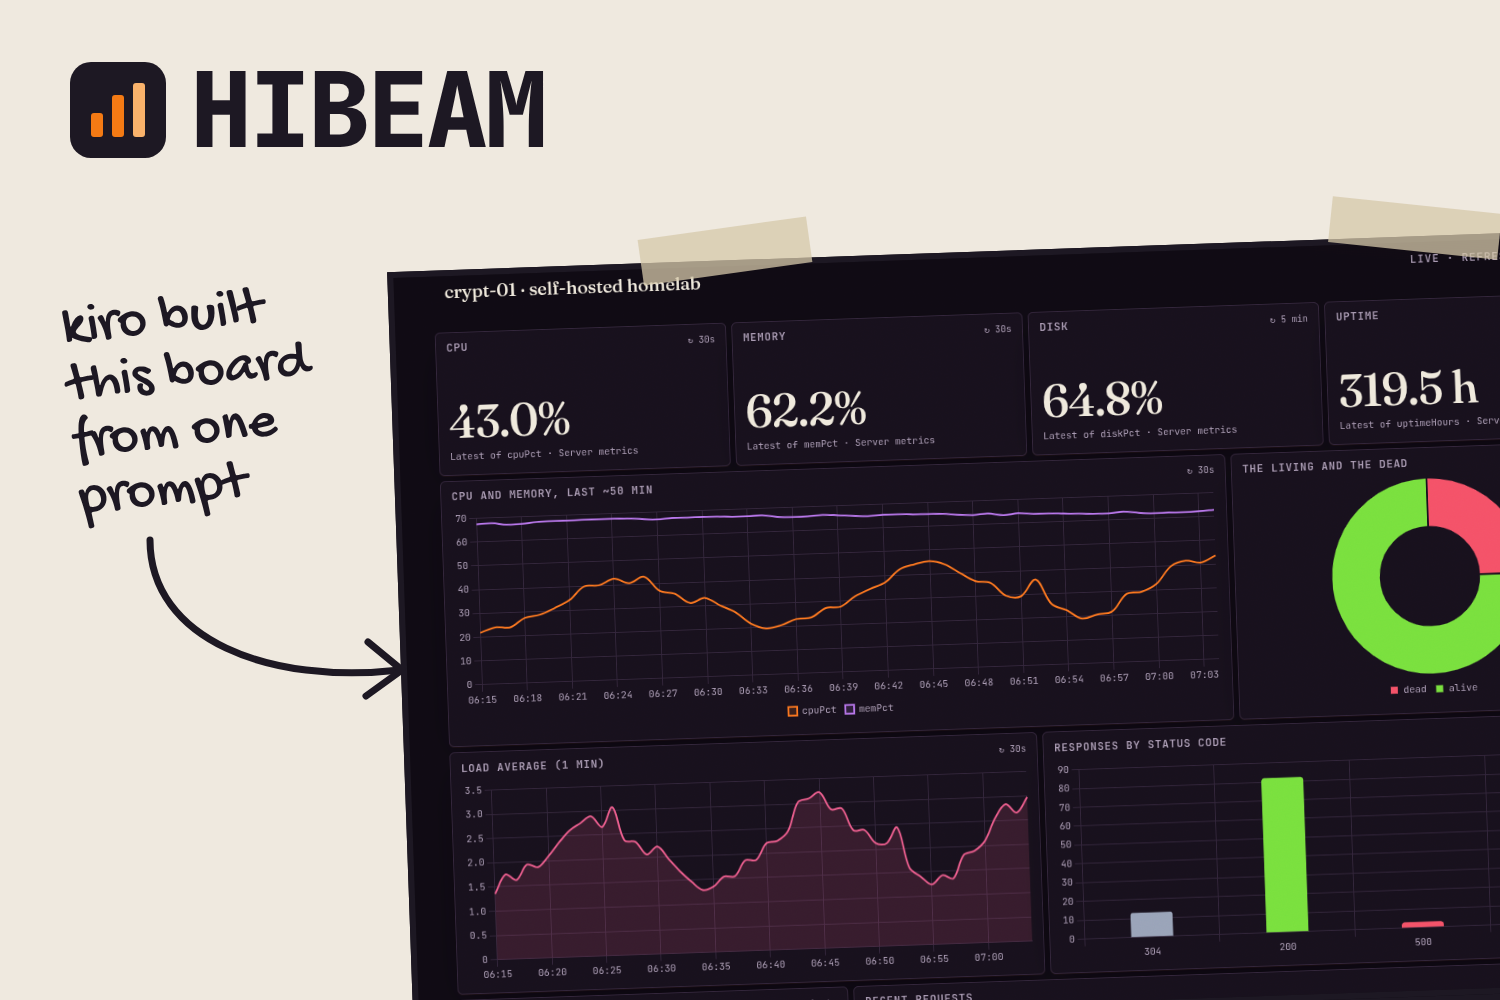 HIBEAM
kiro built
this board
from one
prompt
crypt-01 · self-hosted homelab
LIVE ·
CPU
↻ 30s
43.0%
Latest of cpuPct · Server metrics
MEMORY
↻ 30s
62.2%
Latest of memPct · Server metrics
DISK
↻ 5 min
64.8%
Latest of diskPct · Server metrics
UPTIME
319.5 h
Latest of uptimeHours ·
CPU AND MEMORY, LAST ~50 MIN
↻ 30s
70
60
50
40
30
20
10
0
06:15 06:18 06:21 06:24 06:27 06:30 06:33 06:36 06:39 06:42 06:45 06:48 06:51 06:54 06:57 07:00 07:03
cpuPct memPct
THE LIVING AND THE DEAD
dead alive
LOAD AVERAGE (1 MIN)
↻ 30s
3.5
3.0
2.5
2.0
1.5
1.0
0.5
0
06:15 06:20 06:25 06:30 06:35 06:40 06:45 06:50 06:55 07:00
RESPONSES BY STATUS CODE
90
80
70
60
50
40
30
20
10
0
304 200 500
RECENT REQUESTS